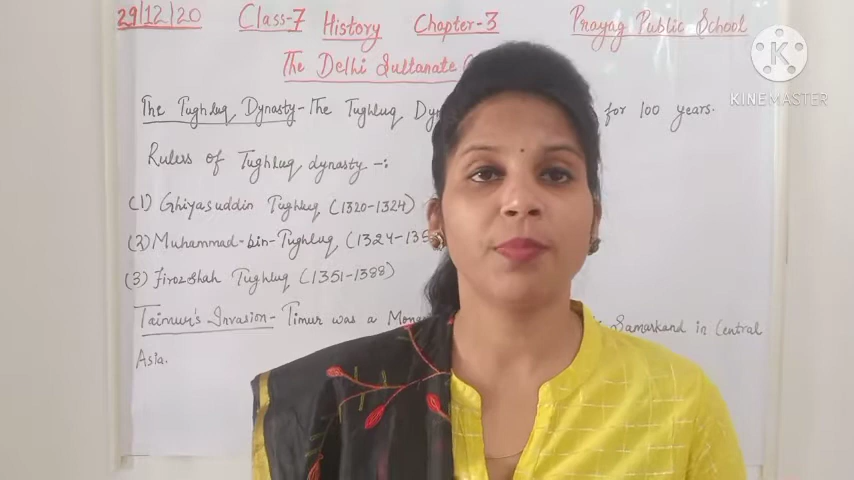 29/12/20 Class-7 History Chapter-3 Prayag Public School
The Delhi Sultanate
KINEMASTER
The Tughluq Dynasty-The Tughluq for 100 years.
Rulers of Tughluq dynasty -:
(1) Ghiyasuddin Tughluq (1320-1324)
(2) Muhammad-bin-Tughluq (1324-135
(3) Firozshah Tughluq (1351-1388)
Taimur's Invasion- Timur was a Samarkand in Central
Asia.